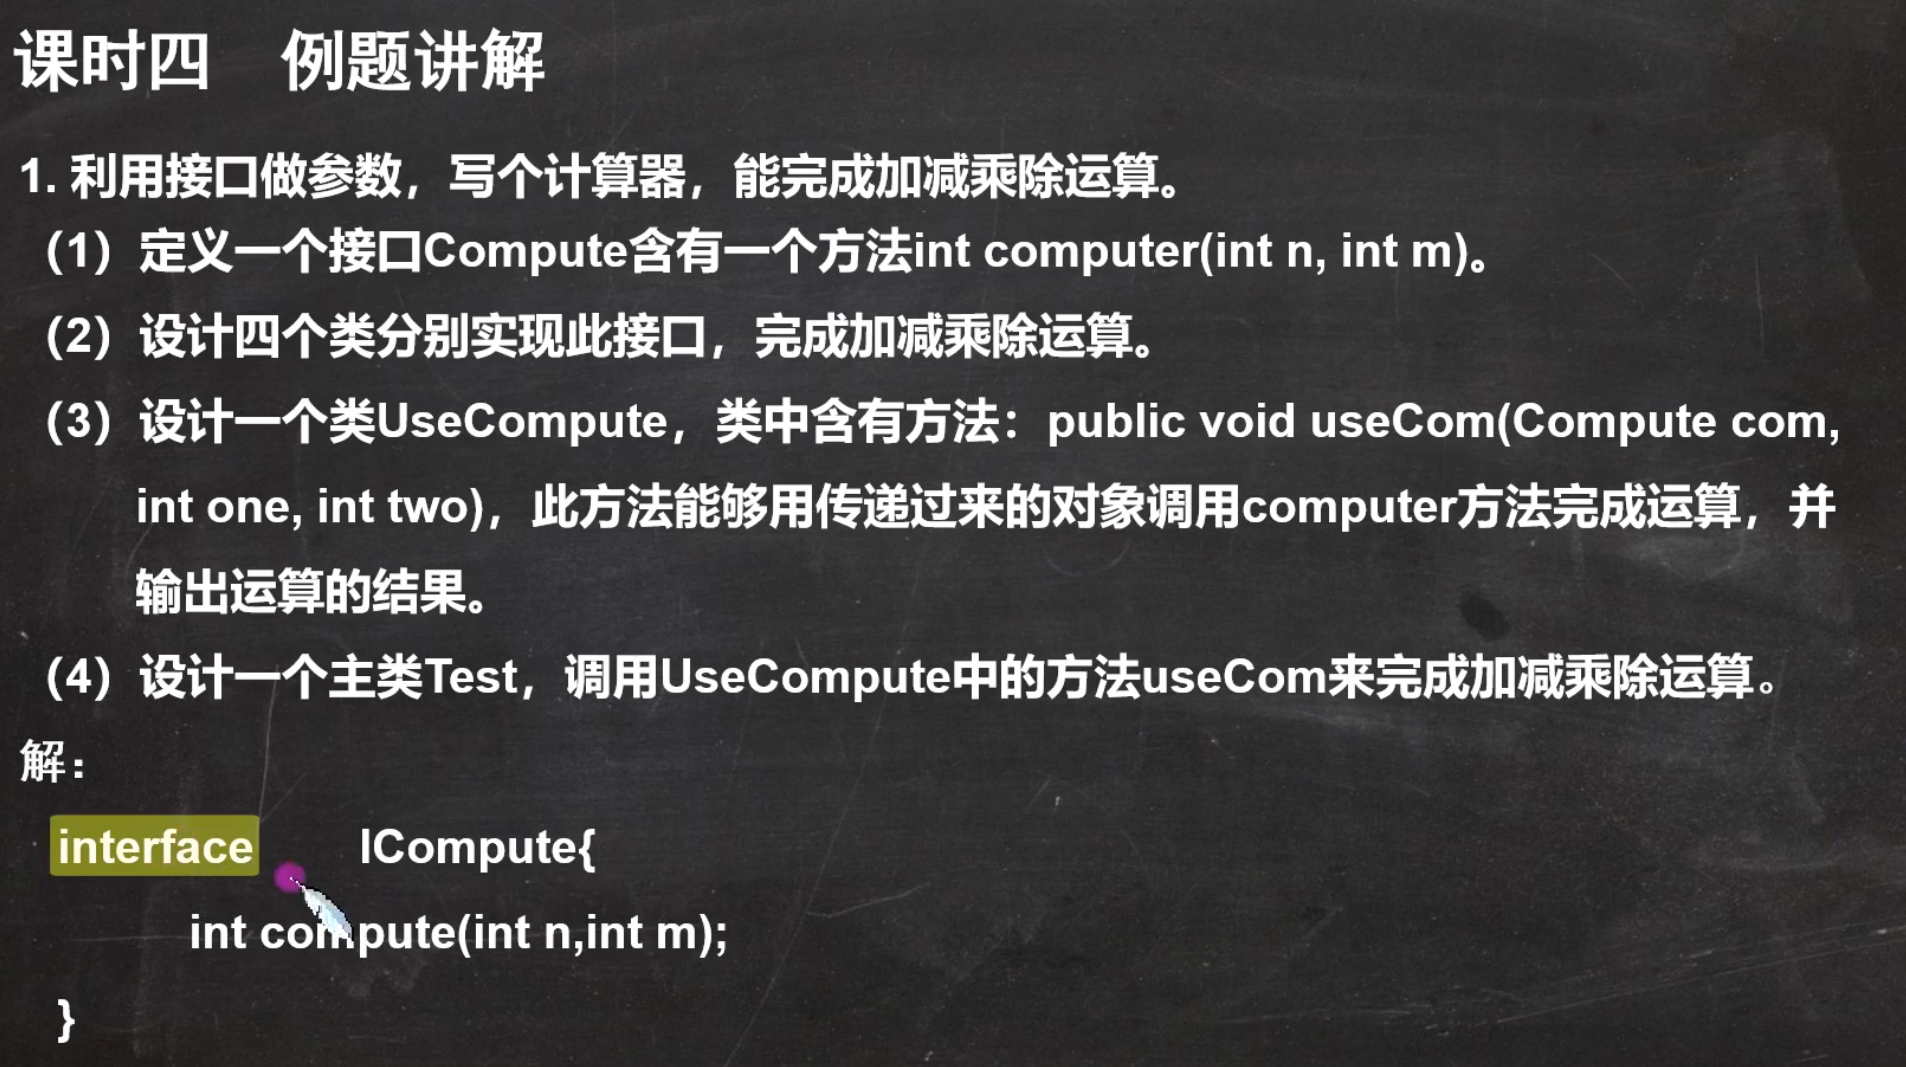 课时四 例题讲解
1. 利用接口做参数，写个计算器，能完成加减乘除运算。
（1）定义一个接口Compute含有一个方法int computer(int n, int m)。
（2）设计四个类分别实现此接口，完成加减乘除运算。
（3）设计一个类UseCompute，类中含有方法：public void useCom(Compute com,
int one, int two)，此方法能够用传递过来的对象调用computer方法完成运算，并
输出运算的结果。
（4）设计一个主类Test，调用UseCompute中的方法useCom来完成加减乘除运算。
解：
interface ICompute{
int compute(int n,int m);
}